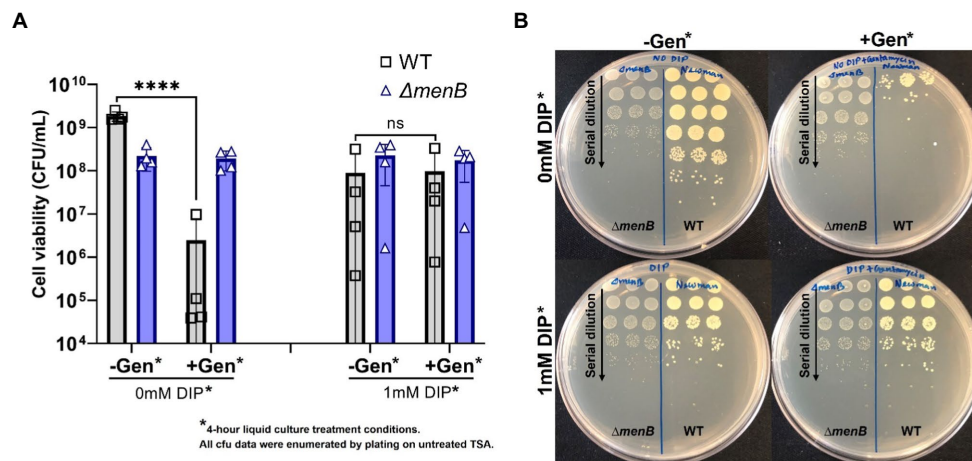 A
WT
ΔmenB
Cell viability (CFU/mL)
10^10
10^9
10^8
10^7
10^6
10^5
10^4
****
ns
-Gen* +Gen* -Gen* +Gen*
0mM DIP* 1mM DIP*
*4-hour liquid culture treatment conditions.
All cfu data were enumerated by plating on untreated TSA.
B
-Gen* +Gen*
0mM DIP*
NO DIP
ΔmenB Newman
Serial dilution
ΔmenB WT
NO DIP+Gentamycin
ΔmenB Newman
Serial dilution
ΔmenB WT
1mM DIP*
DIP
ΔmenB Newman
Serial dilution
ΔmenB WT
DIP+Gentamycin
ΔmenB Newman
Serial dilution
ΔmenB WT